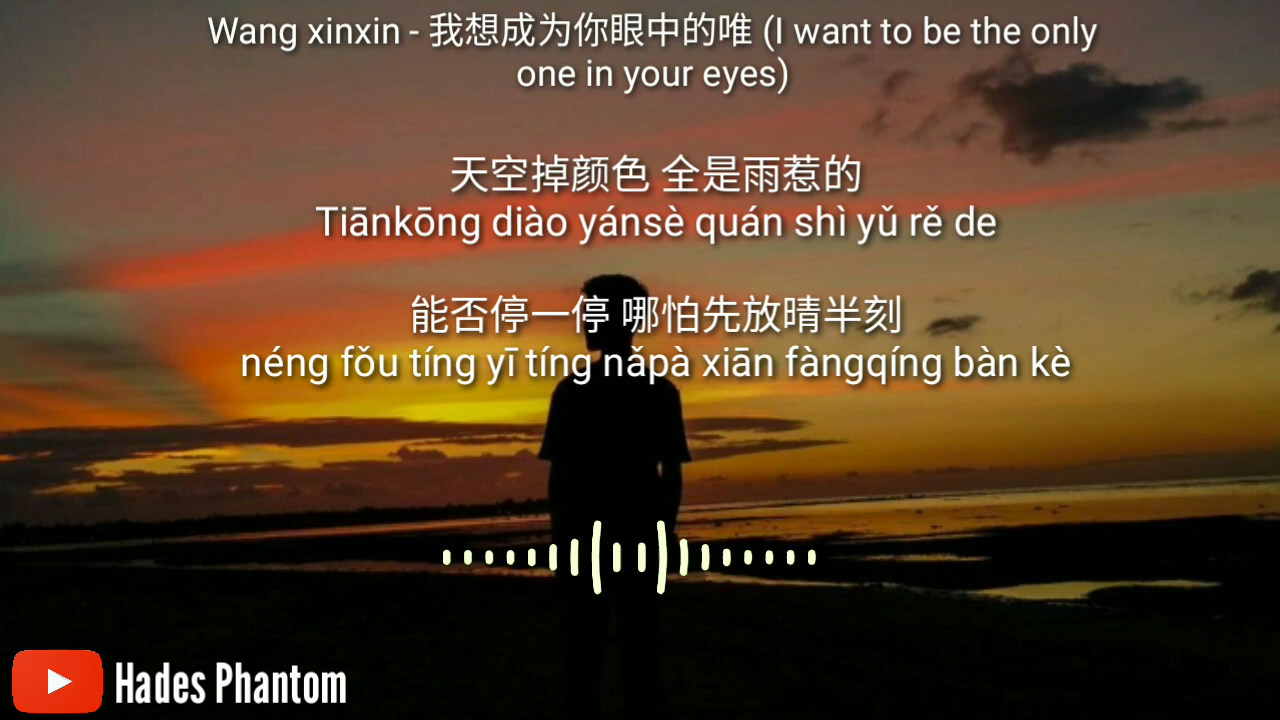 Wang xinxin - 我想成为你眼中的唯 (I want to be the only
one in your eyes)
天空掉颜色 全是雨惹的
Tiānkōng diào yánsè quán shì yǔ rě de
能否停一停 哪怕先放晴半刻
néng fǒu tíng yī tíng nǎpà xiān fàngqíng bàn kè
Hades Phantom